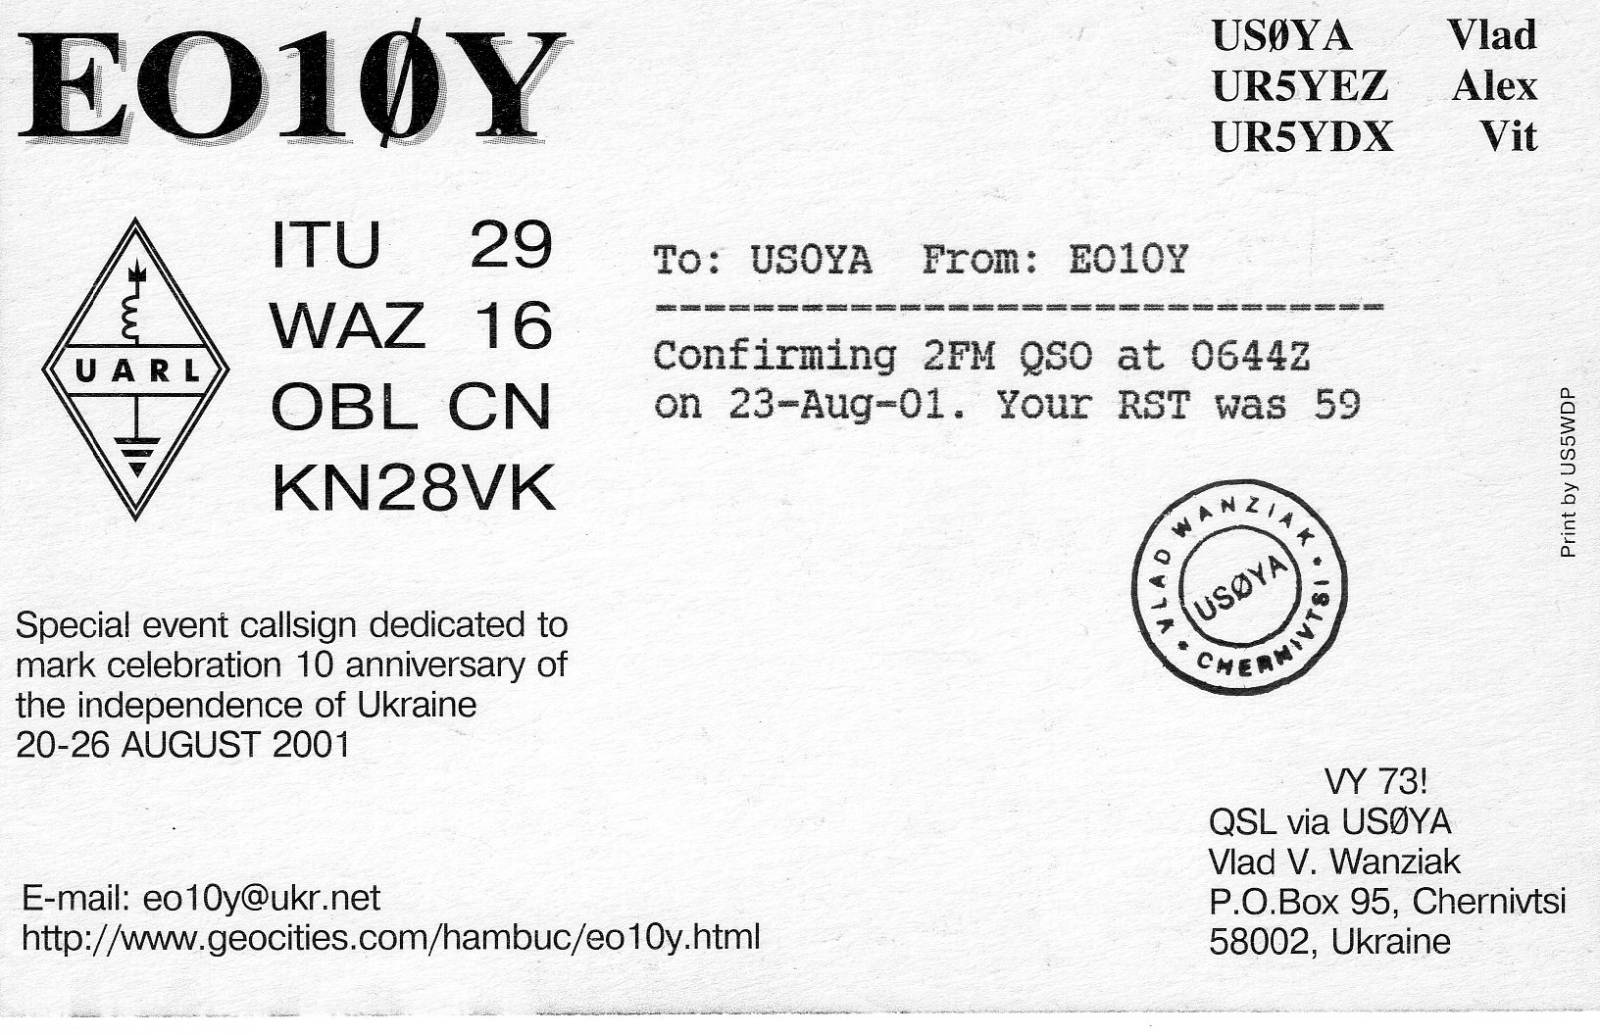 EO10Y
USØYA Vlad
UR5YEZ Alex
UR5YDX Vit
UARL
ITU 29
WAZ 16
OBL CN
KN28VK
To: US0YA From: EO10Y
------------------------------
Confirming 2FM QSO at 0644Z
on 23-Aug-01. Your RST was 59
Print by US5WDP
VLAD WANZIAK * CHERNIVTSI *
USØYA
Special event callsign dedicated to
mark celebration 10 anniversary of
the independence of Ukraine
20-26 AUGUST 2001
VY 73!
QSL via USØYA
Vlad V. Wanziak
P.O.Box 95, Chernivtsi
58002, Ukraine
E-mail: eo10y@ukr.net
http://www.geocities.com/hambuc/eo10y.html